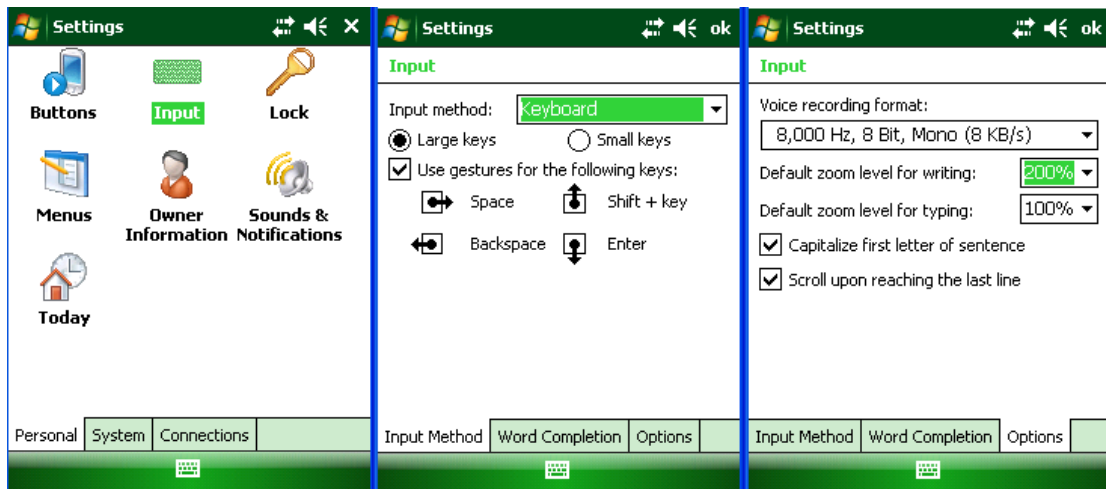 Settings
Buttons Input Lock
Menus Owner Information Sounds & Notifications
Today
Personal System Connections
Settings ok
Input
Input method: Keyboard
Large keys Small keys
Use gestures for the following keys:
Space Shift + key
Backspace Enter
Input Method Word Completion Options
Settings ok
Input
Voice recording format:
8,000 Hz, 8 Bit, Mono (8 KB/s)
Default zoom level for writing: 200%
Default zoom level for typing: 100%
Capitalize first letter of sentence
Scroll upon reaching the last line
Input Method Word Completion Options